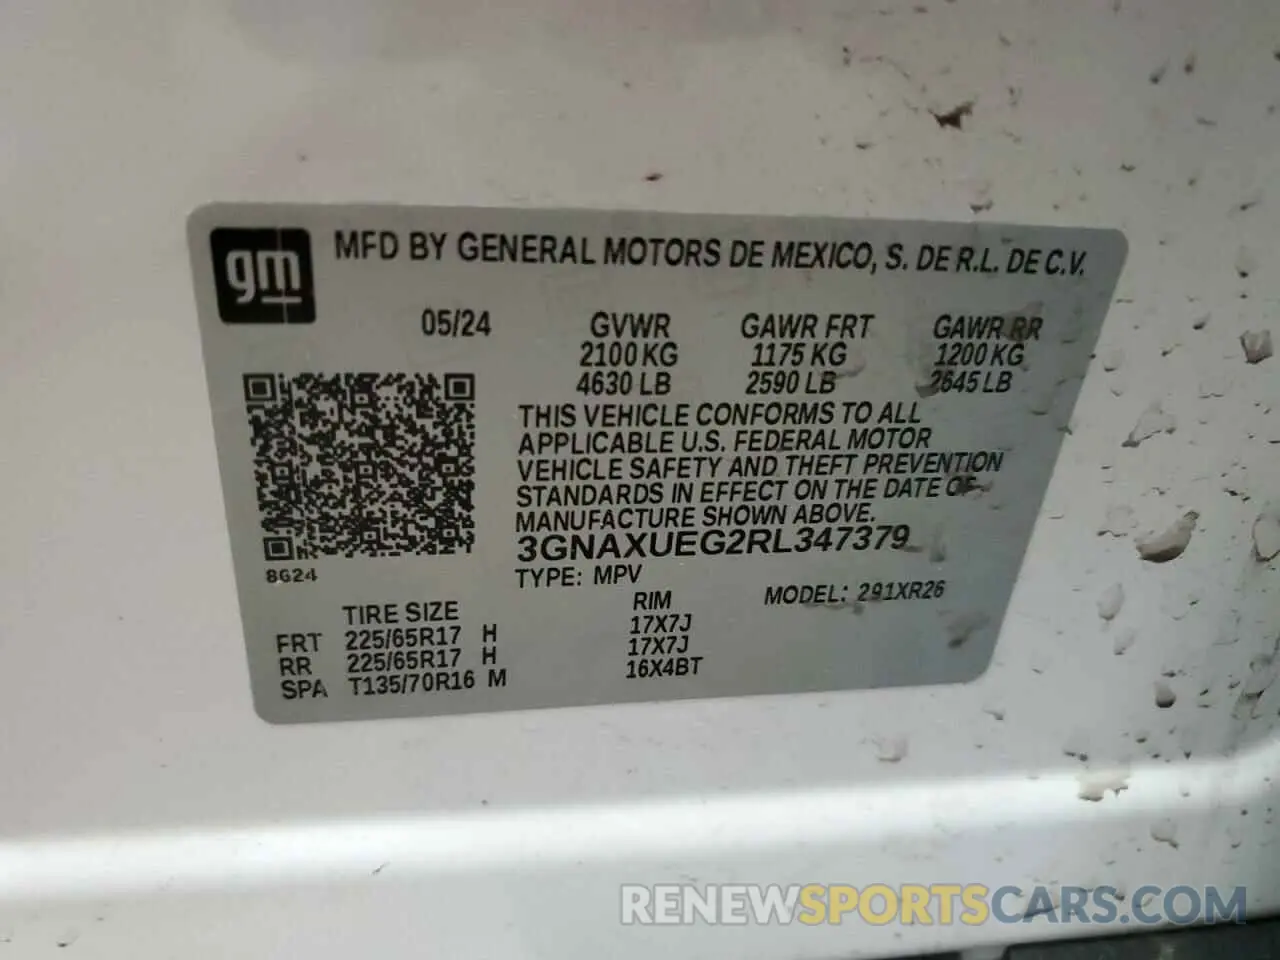 gm
MFD BY GENERAL MOTORS DE MEXICO, S. DE R.L. DE C.V.
05/24 GVWR GAWR FRT GAWR RR
2100 KG 1175 KG 1200 KG
4630 LB 2590 LB 2645 LB
THIS VEHICLE CONFORMS TO ALL
APPLICABLE U.S. FEDERAL MOTOR
VEHICLE SAFETY AND THEFT PREVENTION
STANDARDS IN EFFECT ON THE DATE OF
MANUFACTURE SHOWN ABOVE.
3GNAXUEG2RL347379
8G24
TYPE: MPV MODEL: 291XR26
TIRE SIZE RIM
FRT 225/65R17 H 17X7J
RR 225/65R17 H 17X7J
SPA T135/70R16 M 16X4BT
RENEWSPORTSCARS.COM